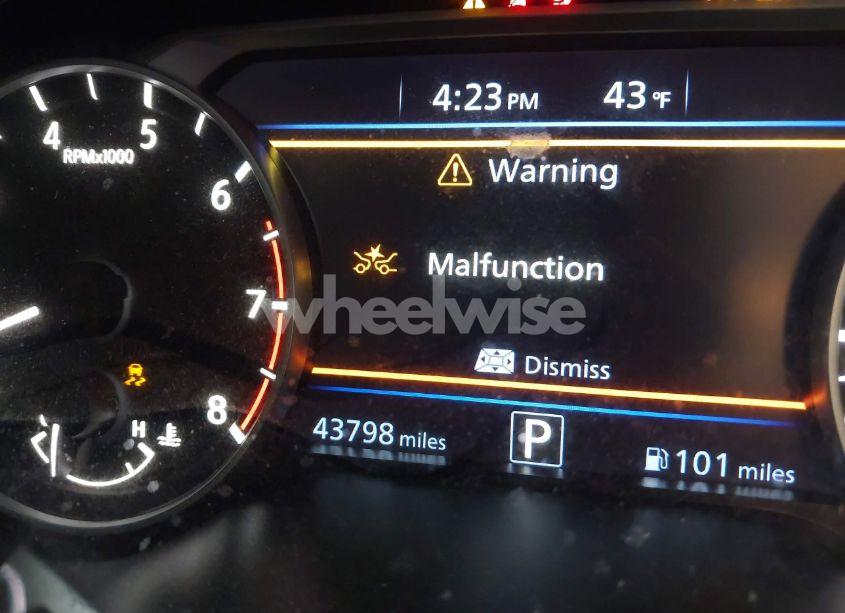 4:23 PM 43 °F
4 5
RPMx1000
Warning
6
Malfunction
7
wheelwise
Dismiss
8
H
43798 miles P 101 miles